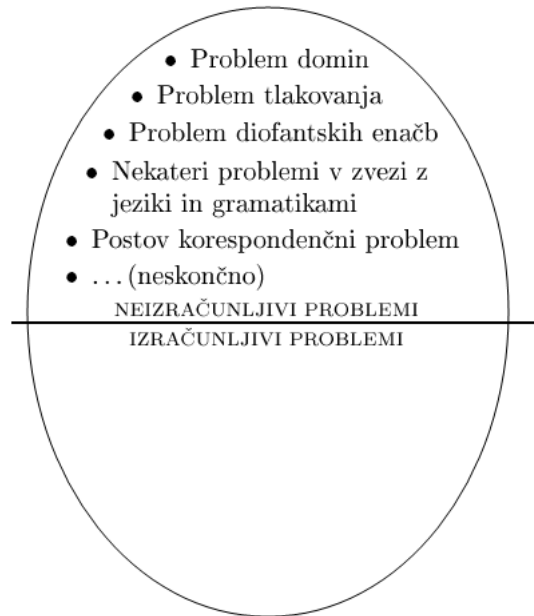 • Problem domin
• Problem tlakovanja
• Problem diofantskih enačb
• Nekateri problemi v zvezi z
jeziki in gramatikami
• Postov korespondenčni problem
• ... (neskončno)
NEIZRAČUNLJIVI PROBLEMI
IZRAČUNLJIVI PROBLEMI